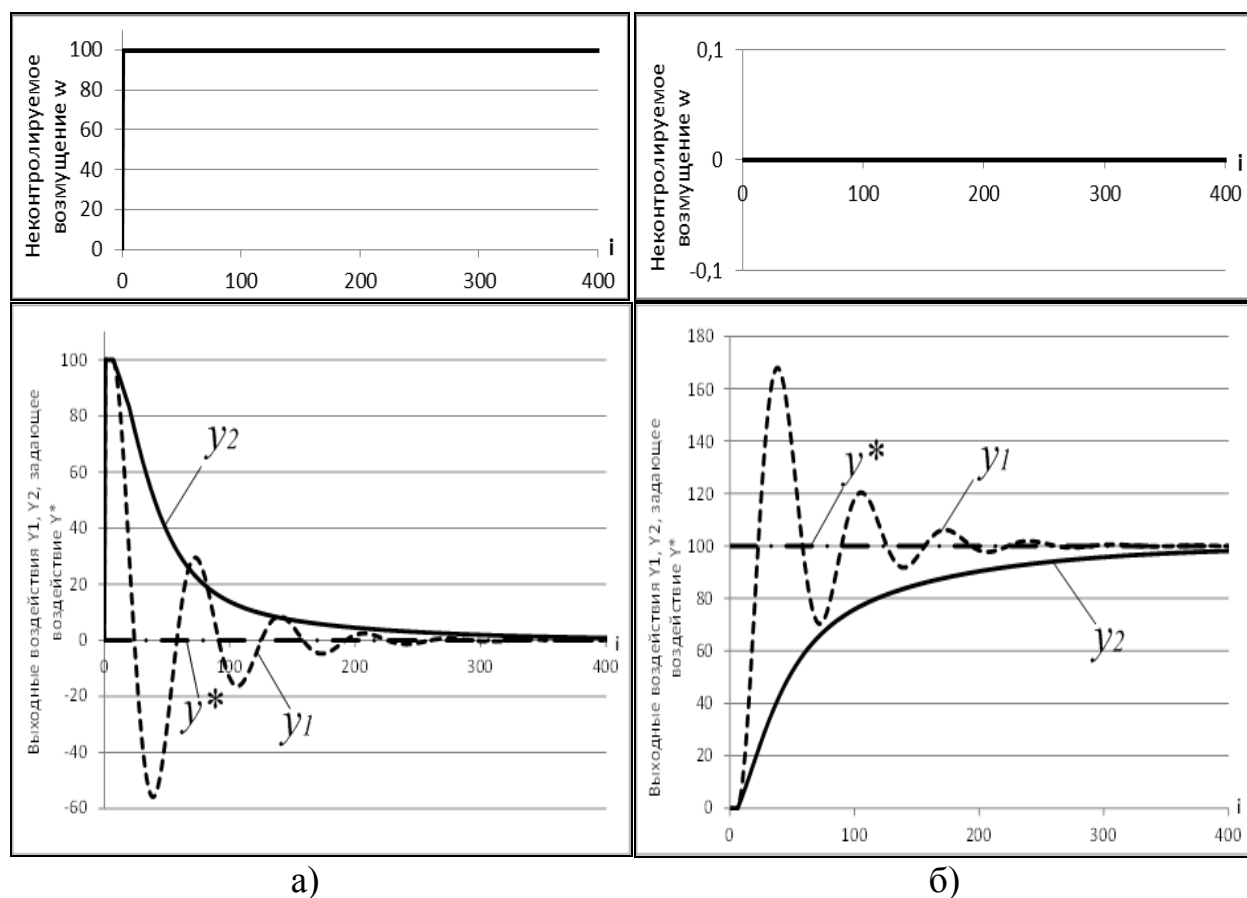 Неконтролируемое
возмущение w
100
80
60
40
20
0
0 100 200 300 400
i
Неконтролируемое
возмущение w
0,1
0
-0,1
0 100 200 300 400
i
Выходные воздействия Y1, Y2, задающее
воздействие Y*
100
80
60
40
20
0
-20
-40
-60
0 100 200 300 400
i
y2
y*
y1
а)
Выходные воздействия Y1, Y2, задающее
воздействие Y*
180
160
140
120
100
80
60
40
20
0
0 100 200 300 400
i
y*
y1
y2
б)